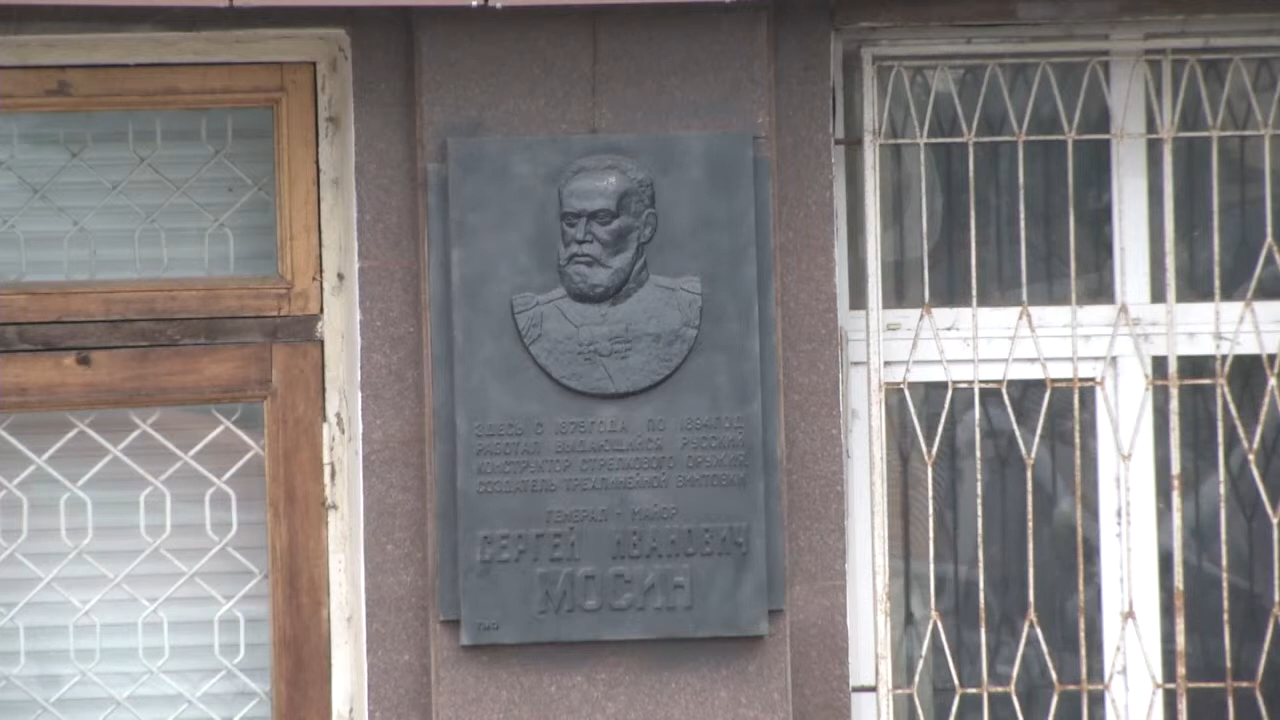 ЗДЕСЬ С 1875 ГОДА ПО 1894 ГОД
РАБОТАЛ ВЫДАЮЩИЙСЯ РУССКИЙ
КОНСТРУКТОР СТРЕЛКОВОГО ОРУЖИЯ,
СОЗДАТЕЛЬ ТРЕХЛИНЕЙНОЙ ВИНТОВКИ
ГЕНЕРАЛ - МАЙОР
СЕРГЕЙ ИВАНОВИЧ
МОСИН